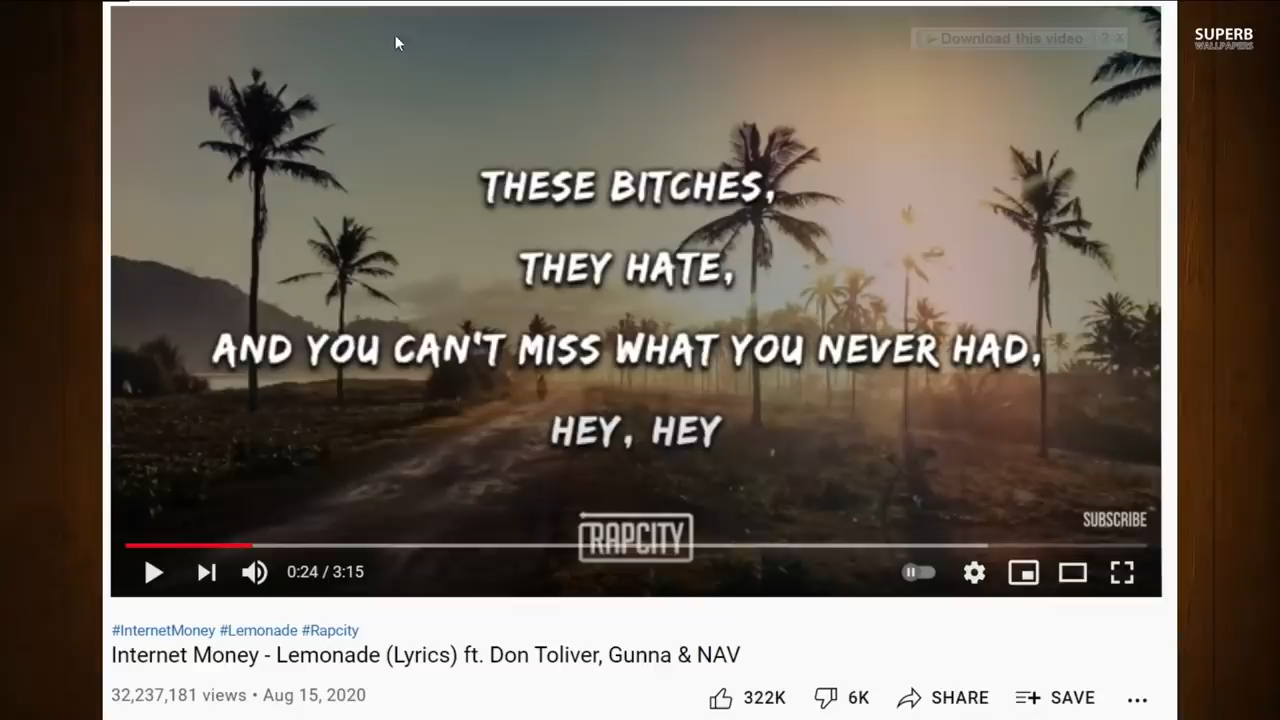 SUPERB
WALLPAPERS
Download this video ? X
THESE BITCHES,
THEY HATE,
AND YOU CAN'T MISS WHAT YOU NEVER HAD,
HEY, HEY
SUBSCRIBE
RAPCITY
0:24 / 3:15
#InternetMoney #Lemonade #Rapcity
Internet Money - Lemonade (Lyrics) ft. Don Toliver, Gunna & NAV
32,237,181 views • Aug 15, 2020
322K 6K SHARE SAVE